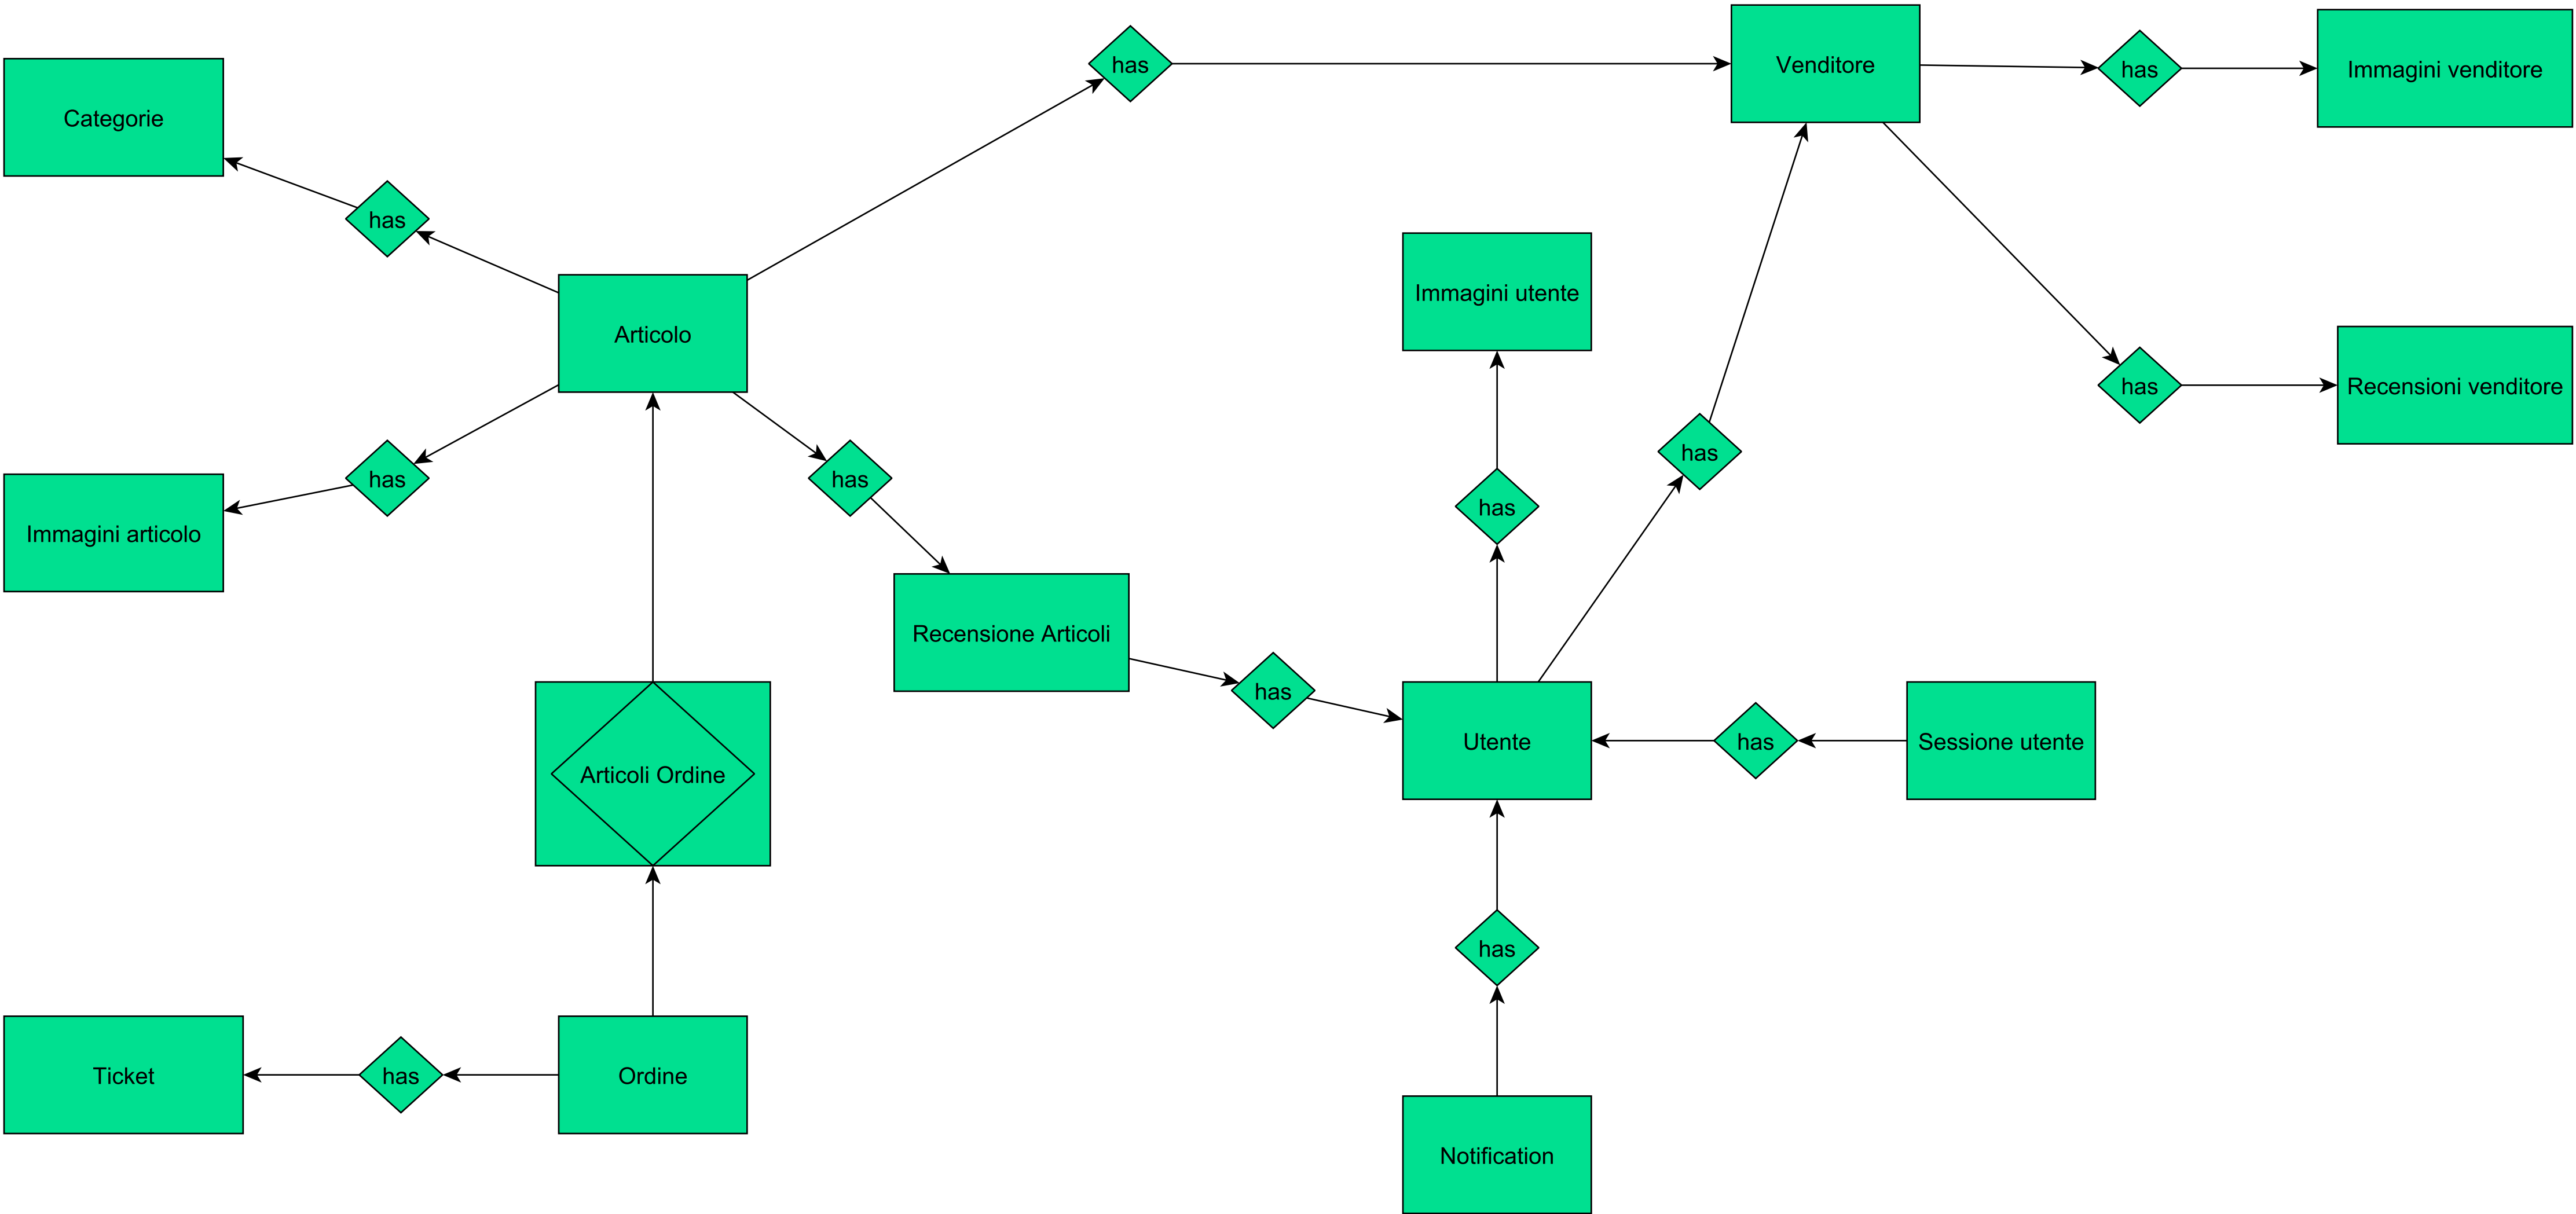 has
Venditore
has
Immagini venditore
Categorie
has
Immagini utente
Articolo
has
Recensioni venditore
has
has
has
has
Immagini articolo
Recensione Articoli
has
Utente
has
Sessione utente
Articoli Ordine
has
Ticket
has
Ordine
Notification